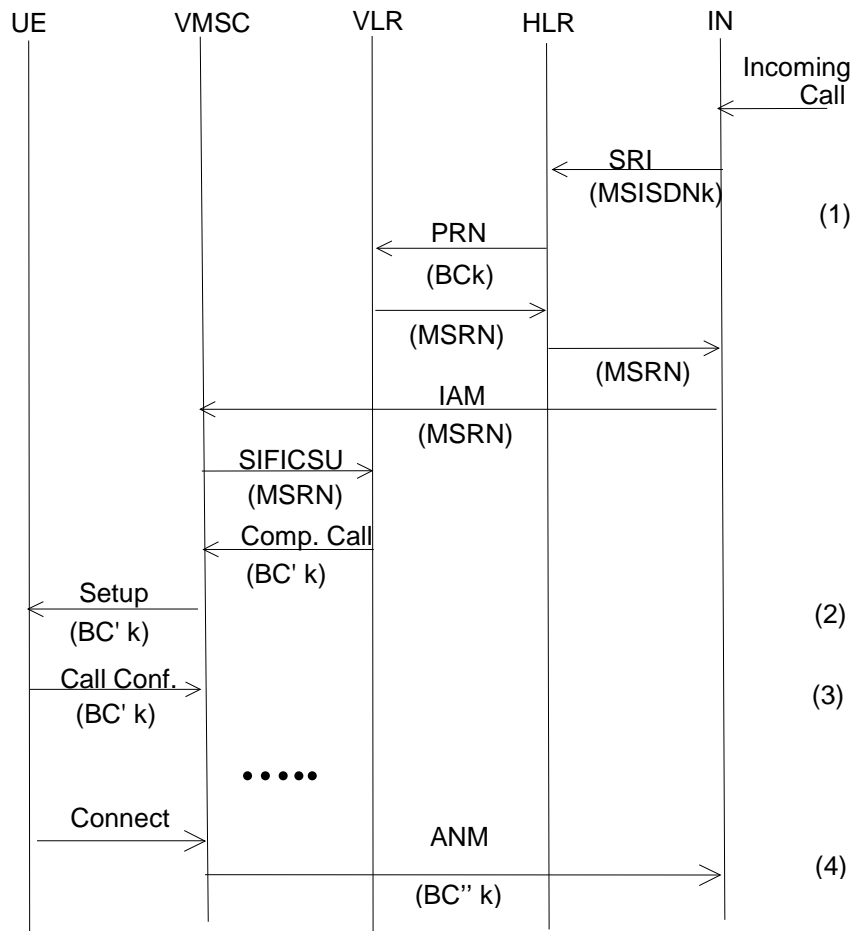 UE VMSC VLR HLR IN
Incoming
Call
SRI
(MSISDNk)
(1)
PRN
(BCk)
(MSRN)
(MSRN)
IAM
(MSRN)
SIFICSU
(MSRN)
Comp. Call
(BC' k)
Setup
(BC' k)
(2)
Call Conf.
(BC' k)
(3)
•••••
Connect
ANM
(BC'' k)
(4)